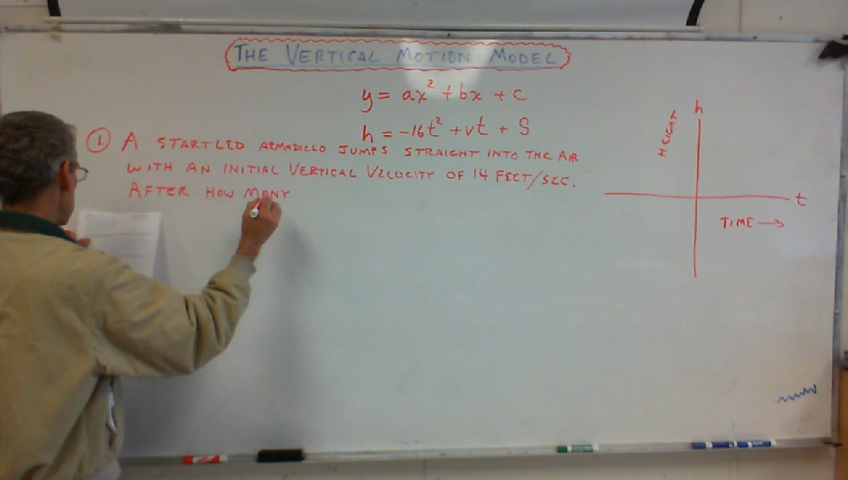 THE VERTICAL MOTION MODEL
y = ax² + bx + c
h = -16t² + vt + S
1. A STARTLED ARMADILLO JUMPS STRAIGHT INTO THE AIR
WITH AN INITIAL VERTICAL VELOCITY OF 14 FEET/SEC.
AFTER HOW MANY
h
HEIGHT
t
TIME →